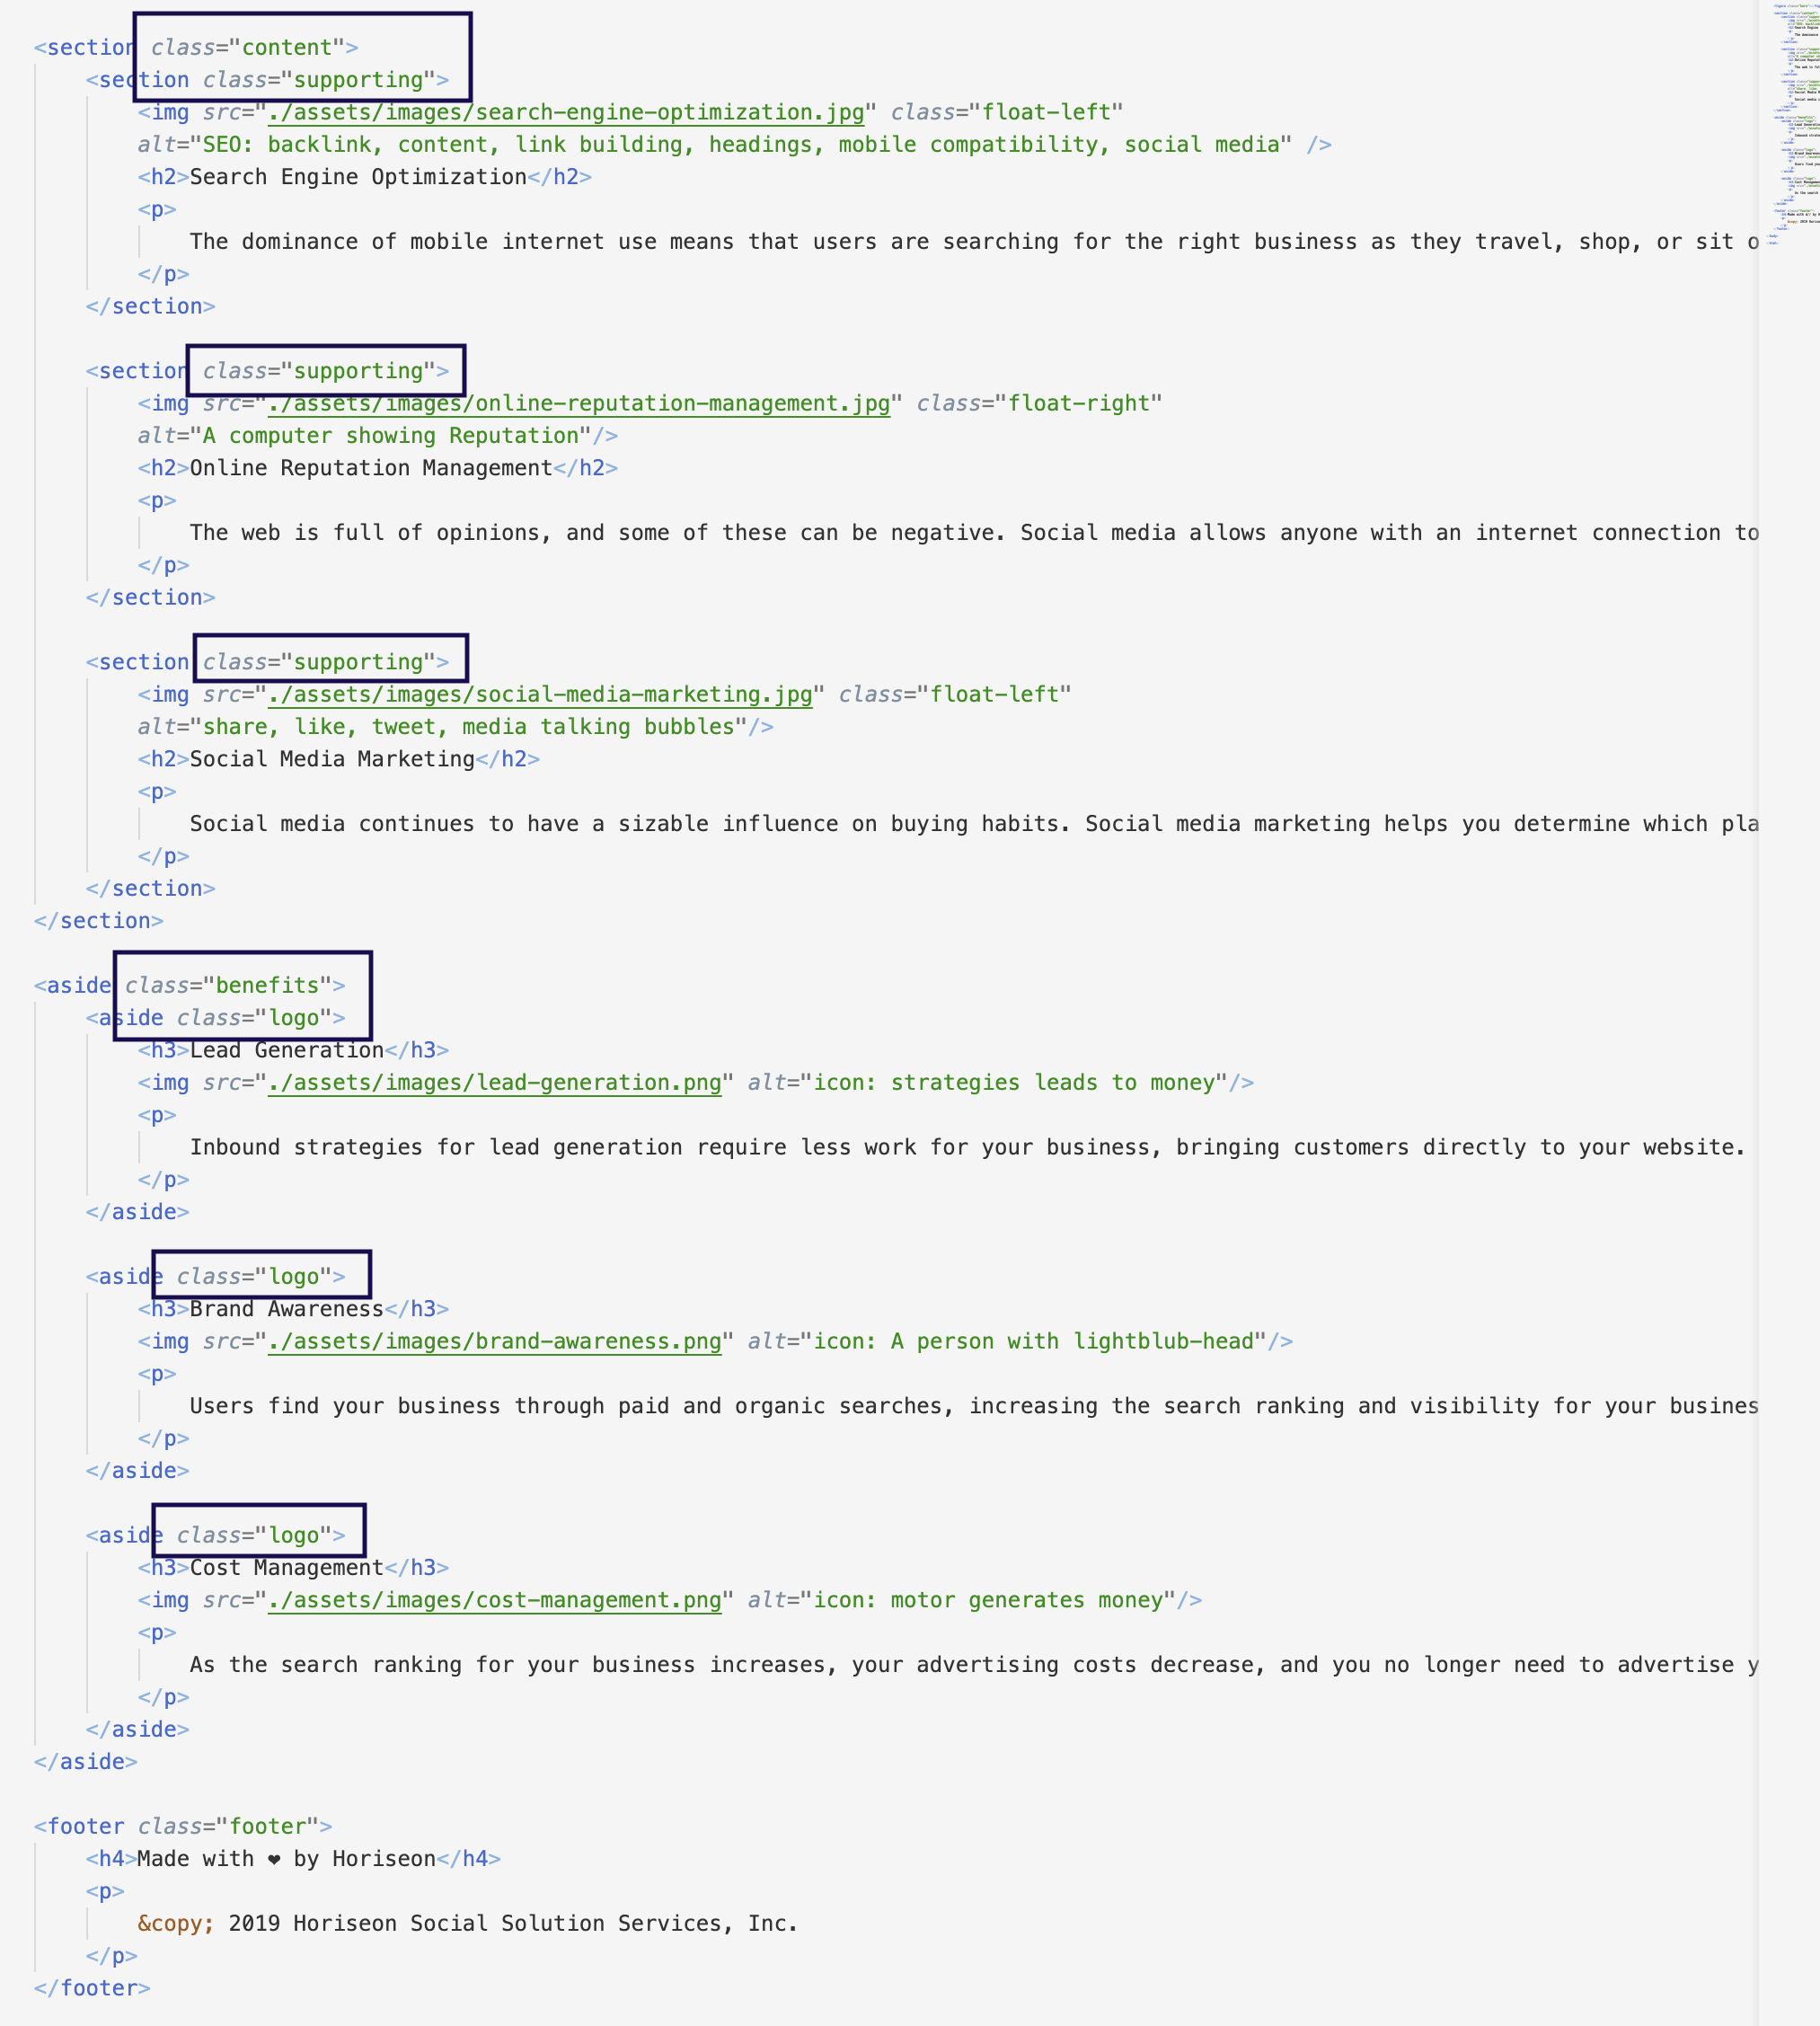 <section class="content">
<section class="supporting">
<img src="./assets/images/search-engine-optimization.jpg" class="float-left"
alt="SEO: backlink, content, link building, headings, mobile compatibility, social media" />
<h2>Search Engine Optimization</h2>
<p>
The dominance of mobile internet use means that users are searching for the right business as they travel, shop, or sit o
</p>
</section>
<section class="supporting">
<img src="./assets/images/online-reputation-management.jpg" class="float-right"
alt="A computer showing Reputation"/>
<h2>Online Reputation Management</h2>
<p>
The web is full of opinions, and some of these can be negative. Social media allows anyone with an internet connection to
</p>
</section>
<section class="supporting">
<img src="./assets/images/social-media-marketing.jpg" class="float-left"
alt="share, like, tweet, media talking bubbles"/>
<h2>Social Media Marketing</h2>
<p>
Social media continues to have a sizable influence on buying habits. Social media marketing helps you determine which pla
</p>
</section>
</section>
<aside class="benefits">
<aside class="logo">
<h3>Lead Generation</h3>
<img src="./assets/images/lead-generation.png" alt="icon: strategies leads to money"/>
<p>
Inbound strategies for lead generation require less work for your business, bringing customers directly to your website.
</p>
</aside>
<aside class="logo">
<h3>Brand Awareness</h3>
<img src="./assets/images/brand-awareness.png" alt="icon: A person with lightblub-head"/>
<p>
Users find your business through paid and organic searches, increasing the search ranking and visibility for your busines
</p>
</aside>
<aside class="logo">
<h3>Cost Management</h3>
<img src="./assets/images/cost-management.png" alt="icon: motor generates money"/>
<p>
As the search ranking for your business increases, your advertising costs decrease, and you no longer need to advertise y
</p>
</aside>
</aside>
<footer class="footer">
<h4>Made with ❤ by Horiseon</h4>
<p>
&copy; 2019 Horiseon Social Solution Services, Inc.
</p>
</footer>